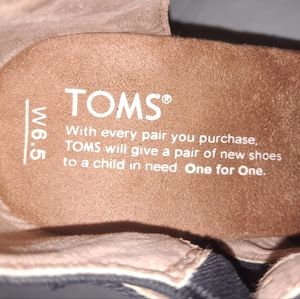 TOMS®
With every pair you purchase,
TOMS will give a pair of new shoes
to a child in need. One for One.
W6.5